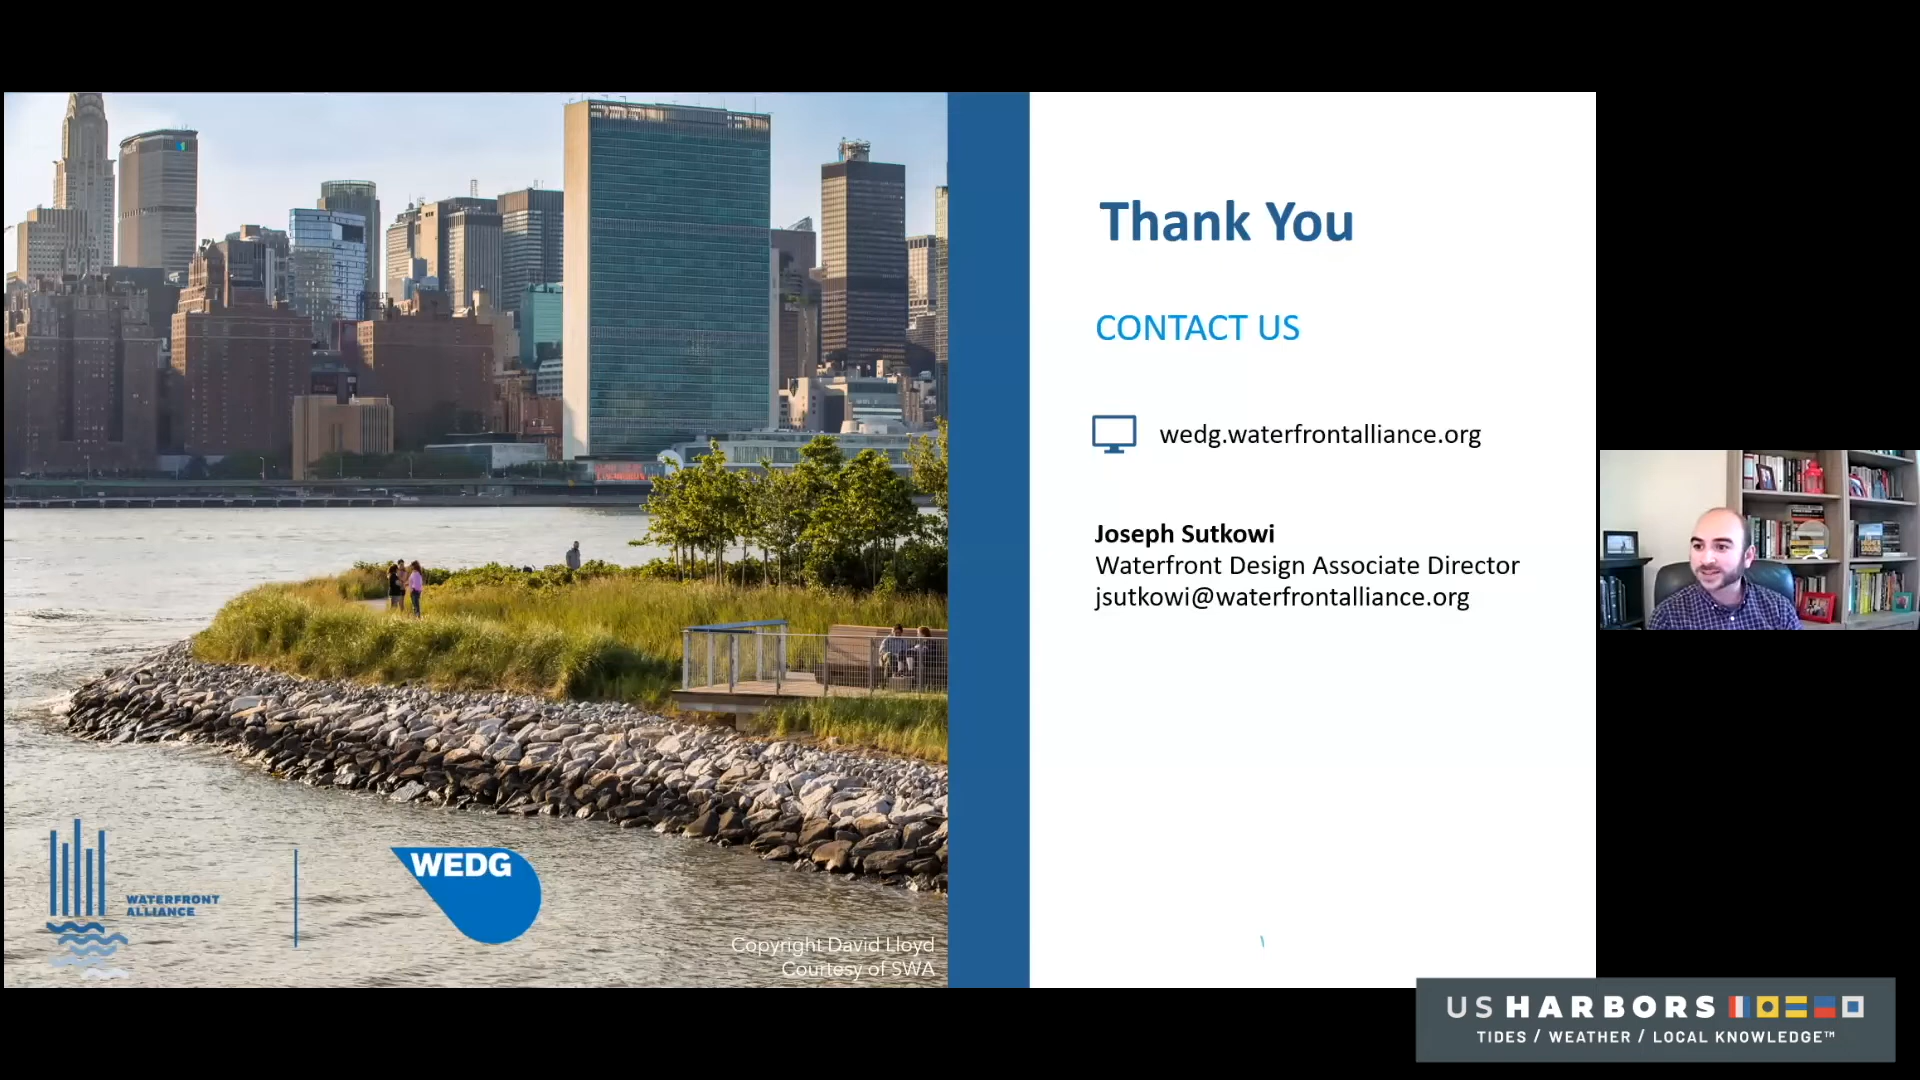 Thank You
CONTACT US
wedg.waterfrontalliance.org
Joseph Sutkowi
Waterfront Design Associate Director
jsutkowi@waterfrontalliance.org
WATERFRONT
ALLIANCE
WEDG
Copyright David Lloyd
Courtesy of SWA
US HARBORS
TIDES / WEATHER / LOCAL KNOWLEDGE™